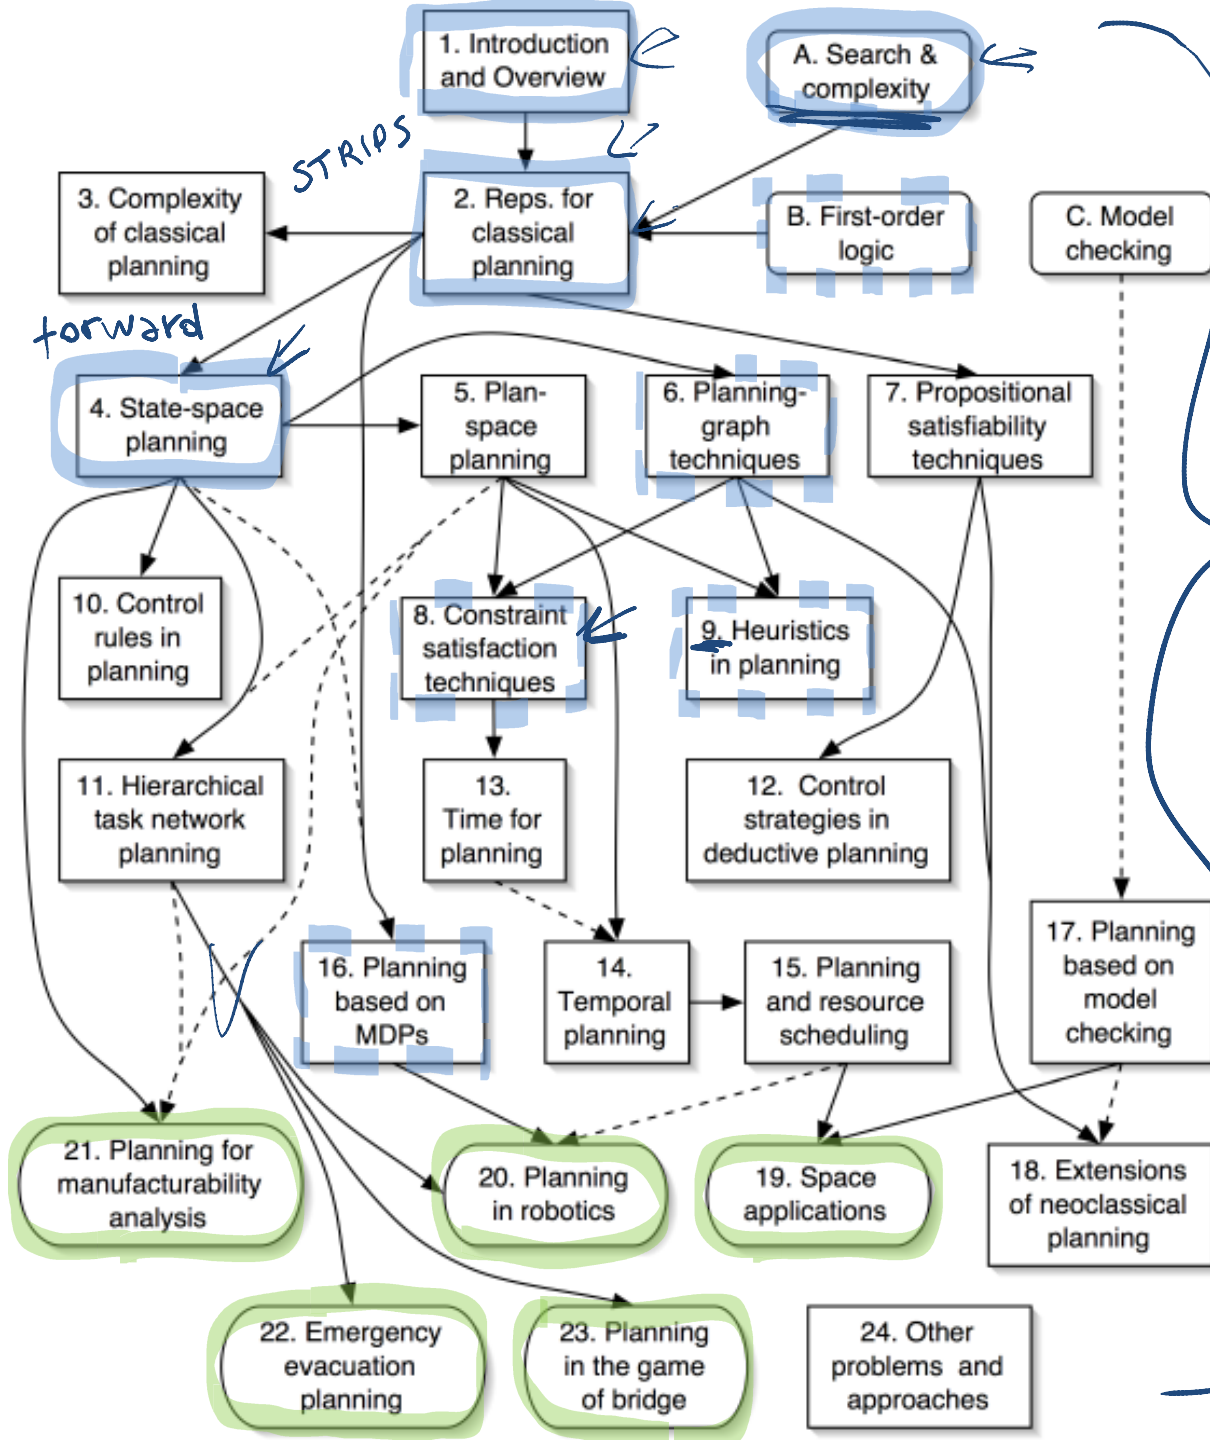 1. Introduction
and Overview
A. Search &
complexity
STRIPS
3. Complexity
of classical
planning
2. Reps. for
classical
planning
B. First-order
logic
C. Model
checking
forward
4. State-space
planning
5. Plan-
space
planning
6. Planning-
graph
techniques
7. Propositional
satisfiability
techniques
10. Control
rules in
planning
8. Constraint
satisfaction
techniques
9. Heuristics
in planning
11. Hierarchical
task network
planning
13.
Time for
planning
12. Control
strategies in
deductive planning
16. Planning
based on
MDPs
14.
Temporal
planning
15. Planning
and resource
scheduling
17. Planning
based on
model
checking
21. Planning for
manufacturability
analysis
20. Planning
in robotics
19. Space
applications
18. Extensions
of neoclassical
planning
22. Emergency
evacuation
planning
23. Planning
in the game
of bridge
24. Other
problems and
approaches